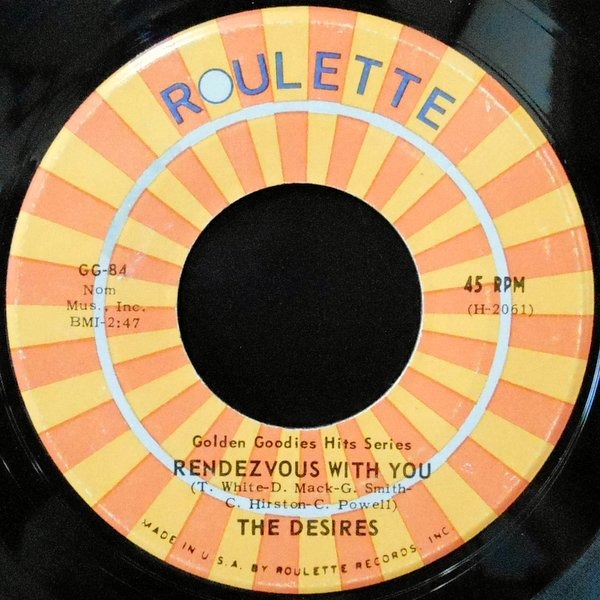 ROULETTE
GG-84
Nom
Mus., Inc.
BMI-2:47
45 RPM
(H-2061)
Golden Goodies Hits Series
RENDEZVOUS WITH YOU
(T. White-D. Mack-G. Smith-
C. Hirston-C. Powell)
THE DESIRES
MADE IN U.S.A. BY ROULETTE RECORDS, INC.